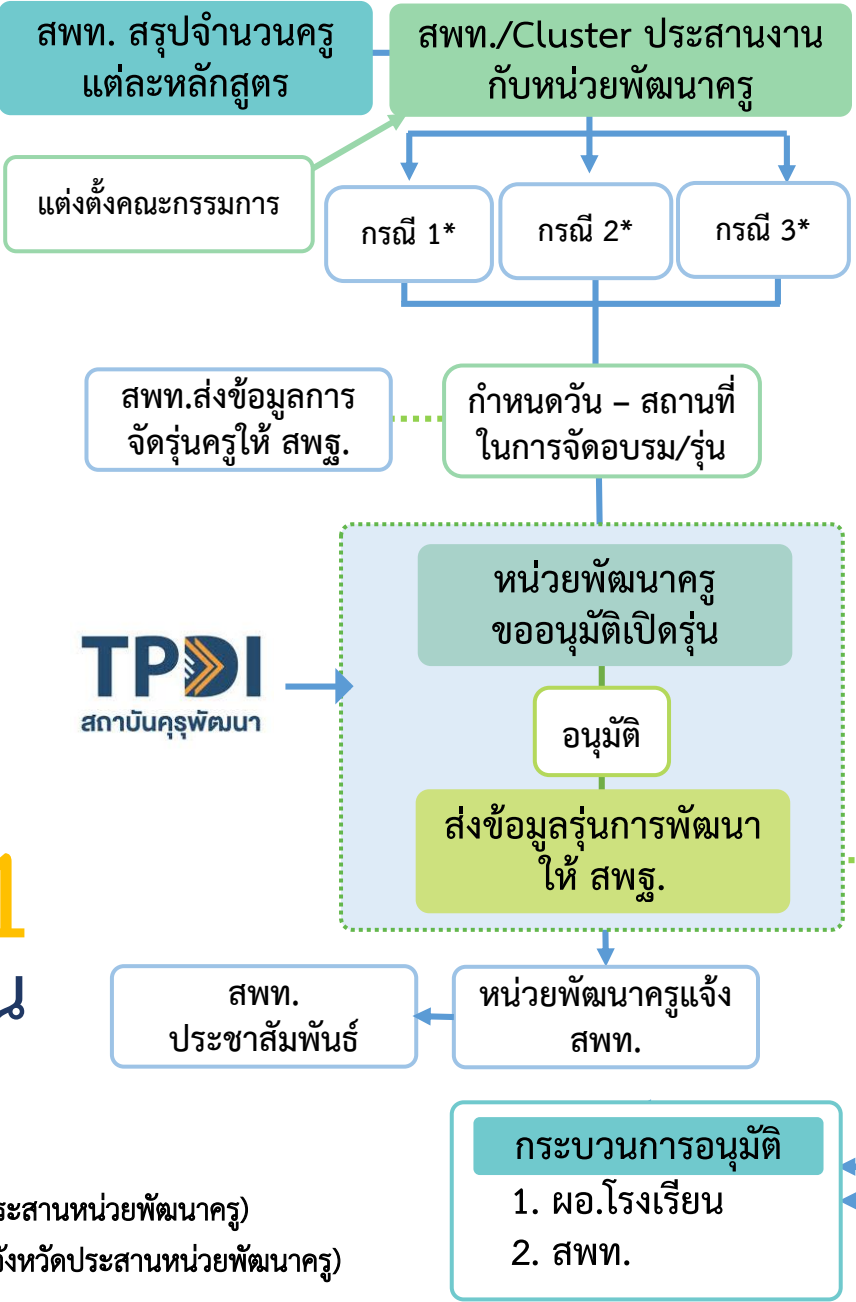 สพท. สรุปจำนวนครู
แต่ละหลักสูตร
สพท./Cluster ประสานงาน
กับหน่วยพัฒนาครู
แต่งตั้งคณะกรรมการ
กรณี 1*
กรณี 2*
กรณี 3*
สพท.ส่งข้อมูลการ
จัดรุ่นครูให้ สพฐ.
กำหนดวัน – สถานที่
ในการจัดอบรม/รุ่น
หน่วยพัฒนาครู
ขออนุมัติเปิดรุ่น
TPDI
สถาบันคุรุพัฒนา
อนุมัติ
ส่งข้อมูลรุ่นการพัฒนา
ให้ สพฐ.
1
น
สพท.
ประชาสัมพันธ์
หน่วยพัฒนาครูแจ้ง
สพท.
กระบวนการอนุมัติ
1. ผอ.โรงเรียน
2. สพท.
ระสานหน่วยพัฒนาครู)
จังหวัดประสานหน่วยพัฒนาครู)